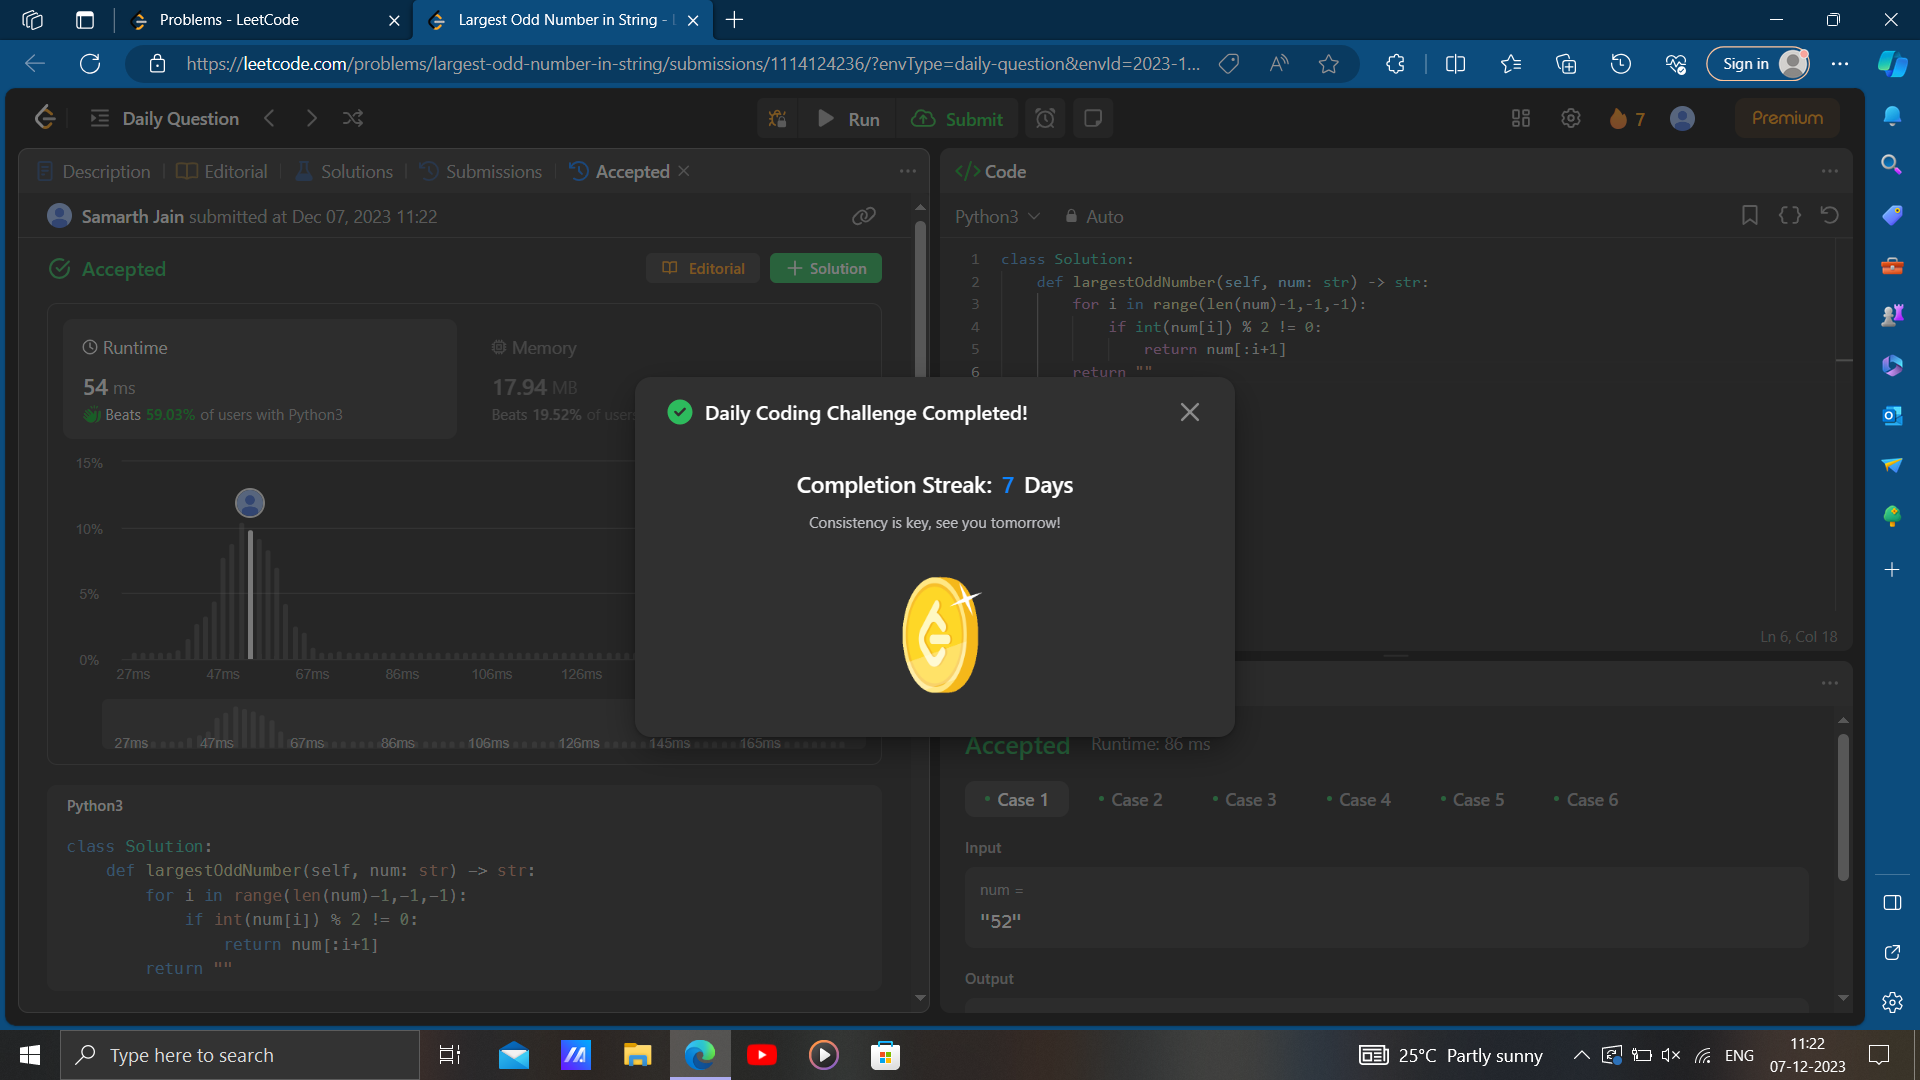 Problems - LeetCode
Largest Odd Number in String -
https://leetcode.com/problems/largest-odd-number-in-string/submissions/1114124236/?envType=daily-question&envId=2023-1...
Sign in
Daily Question
Run
Submit
7
Premium
Description
Editorial
Solutions
Submissions
Accepted
Samarth Jain submitted at Dec 07, 2023 11:22
Accepted
Editorial
+ Solution
Runtime
54 ms
Beats 59.03% of users with Python3
Memory
17.94 MB
Beats 19.52% of users
15%
10%
5%
0%
27ms 47ms 67ms 86ms 106ms 126ms
27ms 47ms 67ms 86ms 106ms 126ms 145ms 165ms
Python3
class Solution:
def largestOddNumber(self, num: str) -> str:
for i in range(len(num)-1,-1,-1):
if int(num[i]) % 2 != 0:
return num[:i+1]
return ""
</> Code
Python3
Auto
1 class Solution:
2 def largestOddNumber(self, num: str) -> str:
3 for i in range(len(num)-1,-1,-1):
4 if int(num[i]) % 2 != 0:
5 return num[:i+1]
6 return ""
Ln 6, Col 18
Daily Coding Challenge Completed!
Completion Streak: 7 Days
Consistency is key, see you tomorrow!
Accepted
Runtime: 86 ms
Case 1
Case 2
Case 3
Case 4
Case 5
Case 6
Input
num =
"52"
Output
Type here to search
25°C Partly sunny
ENG
11:22
07-12-2023